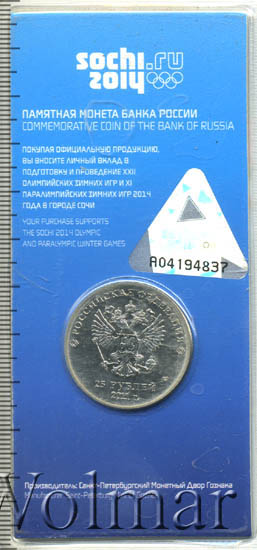 sochi.ru
2014
ПАМЯТНАЯ МОНЕТА БАНКА РОССИИ
COMMEMORATIVE COIN OF THE BANK OF RUSSIA
ПОКУПАЯ ОФИЦИАЛЬНУЮ ПРОДУКЦИЮ,
ВЫ ВНОСИТЕ ЛИЧНЫЙ ВКЛАД В
ПОДГОТОВКУ И ПРОВЕДЕНИЕ XXII
ОЛИМПИЙСКИХ ЗИМНИХ ИГР И XI
ПАРАЛИМПИЙСКИХ ЗИМНИХ ИГР 2014
ГОДА В ГОРОДЕ СОЧИ
YOUR PURCHASE SUPPORTS
THE SOCHI 2014 OLYMPIC
AND PARALYMPIC WINTER GAMES
A04194837
РОССИЙСКАЯ ФЕДЕРАЦИЯ
25 РУБЛЕЙ
Производитель: Санкт-Петербургский Монетный Двор Гознака
Volmar